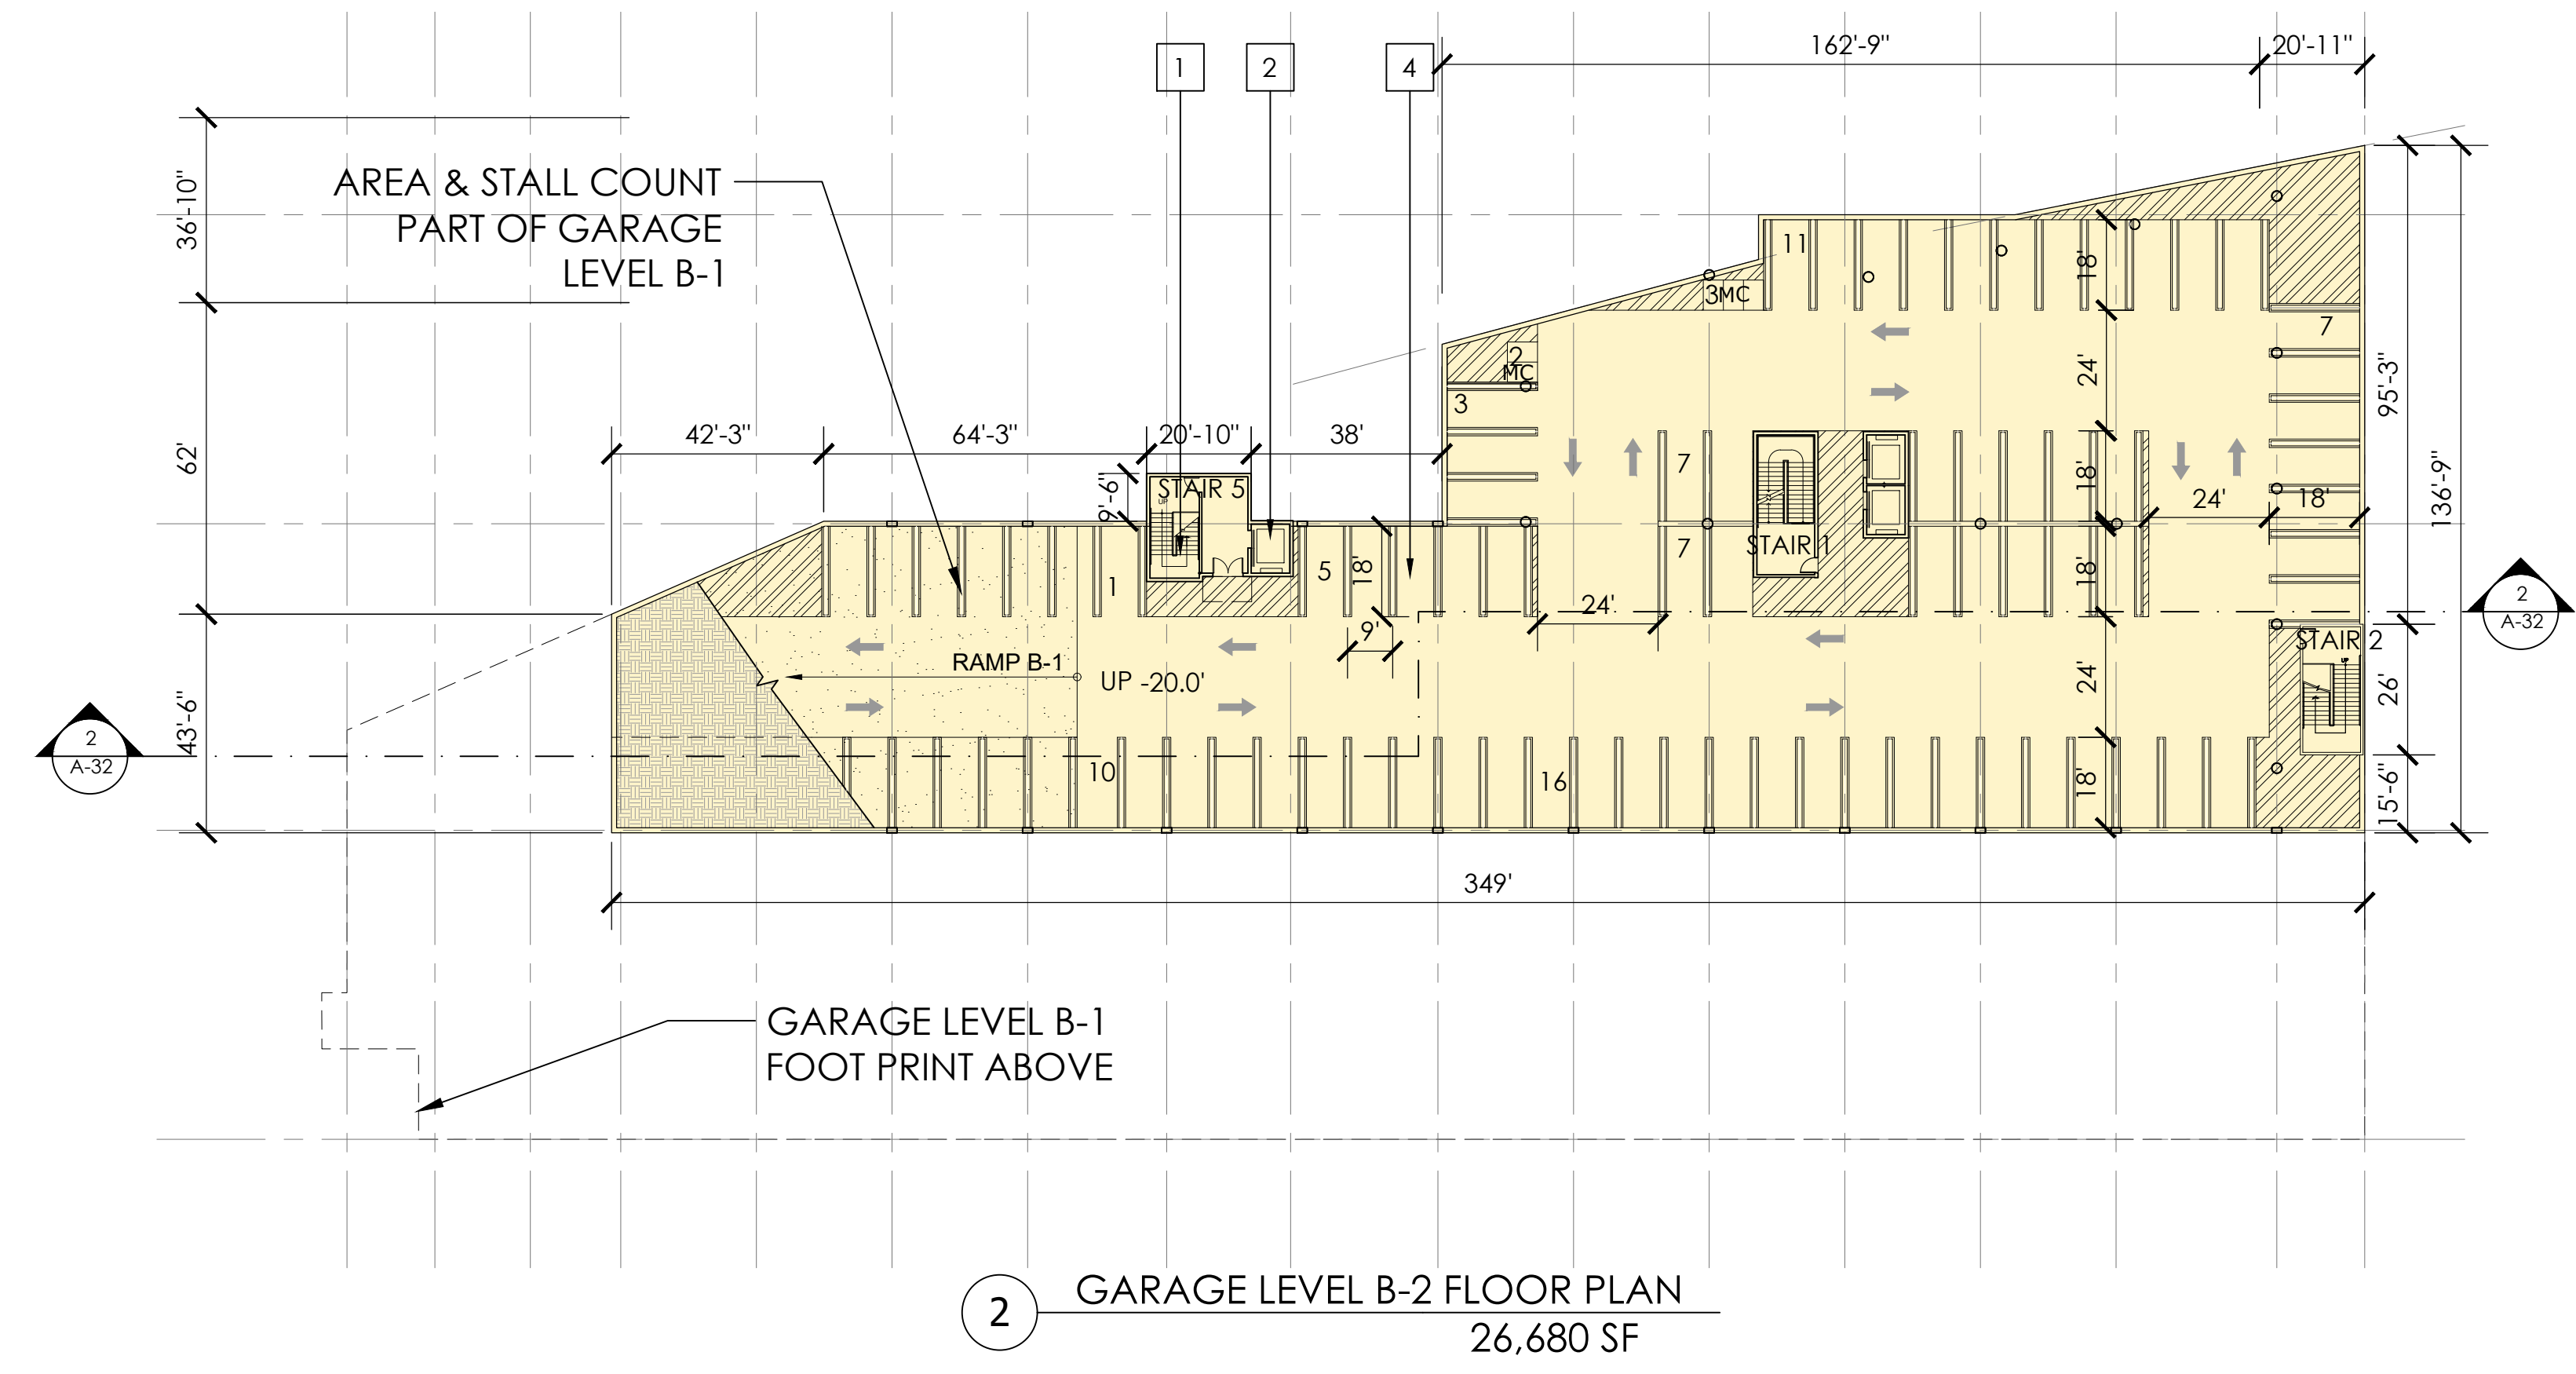 1
2
4
162'-9"
20'-11"
AREA & STALL COUNT
PART OF GARAGE
LEVEL B-1
36'-10"
62'
43'-6"
42'-3"
64'-3"
20'-10"
38'
9'-6"
STAIR 5
UP
11
3MC
2
MC
3
7
18'
24'
18'
18'
24'
18'
7
7
STAIR 1
24'
18'
95'-3"
136'-9"
1
5
18'
9'
24'
RAMP B-1
UP -20.0'
STAIR 2
UP
26'
15'-6"
10
16
2
A-32
2
A-32
349'
GARAGE LEVEL B-1
FOOT PRINT ABOVE
2
GARAGE LEVEL B-2 FLOOR PLAN
26,680 SF